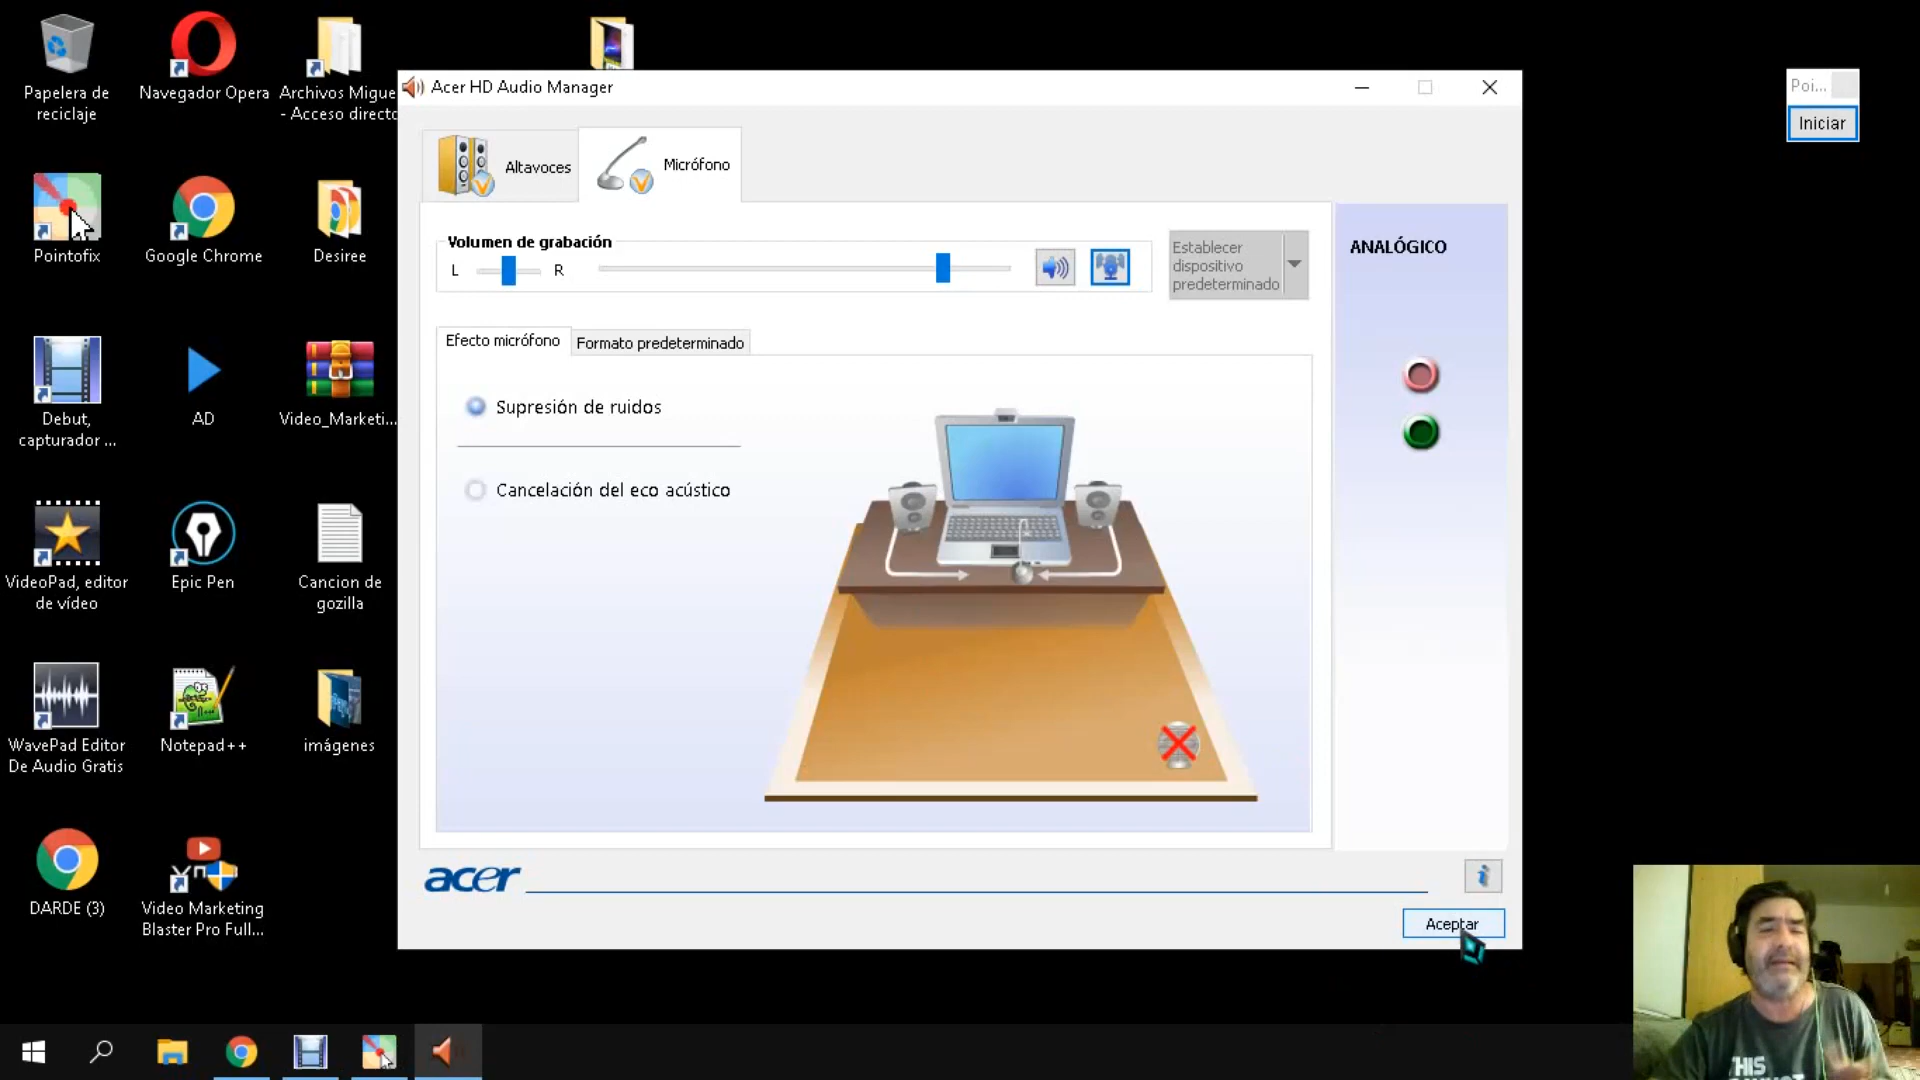 Papelera de
reciclaje
Navegador Opera
Archivos Migue
- Acceso directo
Pointofix
Google Chrome
Desiree
Debut,
capturador ...
AD
Video_Marketi...
VideoPad, editor
de vídeo
Epic Pen
Cancion de
gozilla
WavePad Editor
De Audio Gratis
Notepad++
imágenes
DARDE (3)
Video Marketing
Blaster Pro Full...
Acer HD Audio Manager
Altavoces
Micrófono
Volumen de grabación
L
R
Establecer
dispositivo
predeterminado
ANALÓGICO
Efecto micrófono
Formato predeterminado
Supresión de ruidos
Cancelación del eco acústico
acer
Aceptar
Poi...
Iniciar
THIS